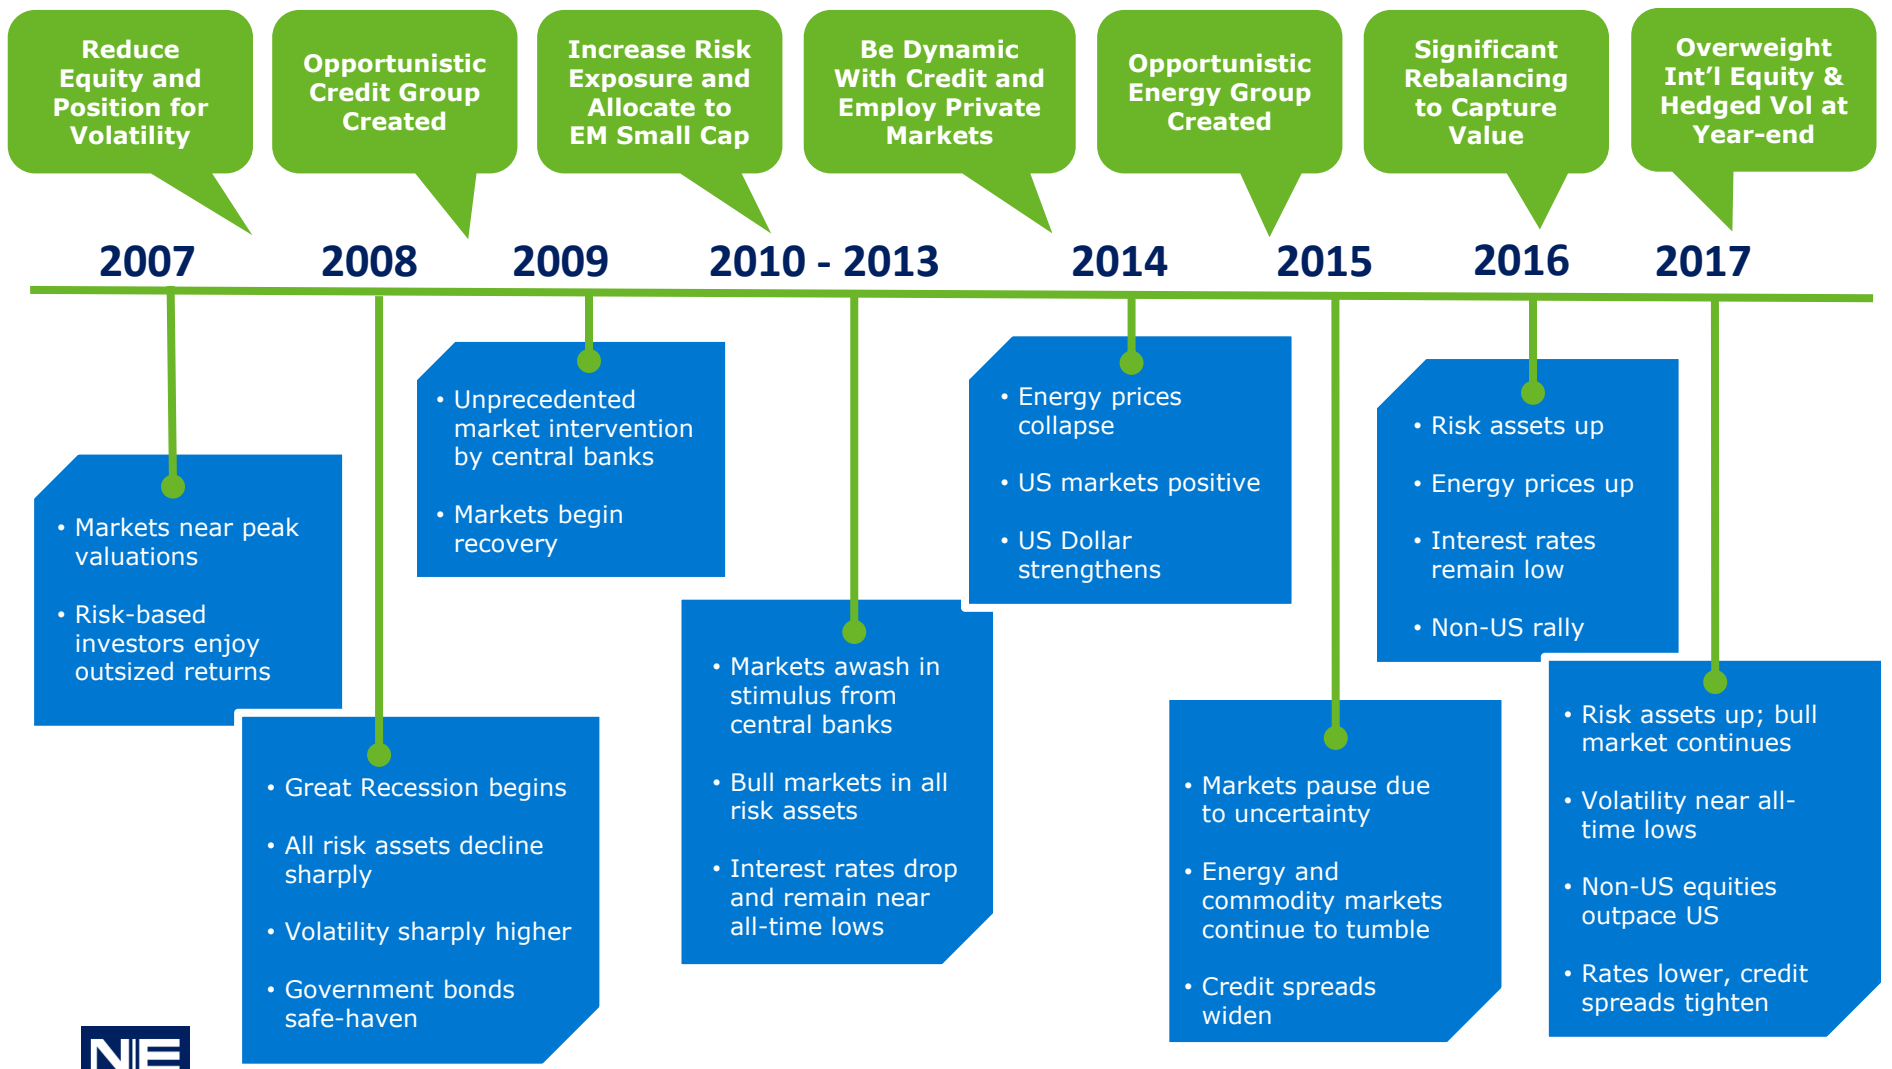 Reduce
Equity and
Position for
Volatility
Opportunistic
Credit Group
Created
Increase Risk
Exposure and
Allocate to
EM Small Cap
Be Dynamic
With Credit and
Employ Private
Markets
Opportunistic
Energy Group
Created
Significant
Rebalancing
to Capture
Value
Overweight
Int'l Equity &
Hedged Vol at
Year-end
2007
2008
2009
2010 - 2013
2014
2015
2016
2017
• Markets near peak
valuations
• Risk-based
investors enjoy
outsized returns
• Great Recession begins
• All risk assets decline
sharply
• Volatility sharply higher
• Government bonds
safe-haven
• Unprecedented
market intervention
by central banks
• Markets begin
recovery
• Markets awash in
stimulus from
central banks
• Bull markets in all
risk assets
• Interest rates drop
and remain near
all-time lows
• Energy prices
collapse
• US markets positive
• US Dollar
strengthens
• Markets pause due
to uncertainty
• Energy and
commodity markets
continue to tumble
• Credit spreads
widen
• Risk assets up
• Energy prices up
• Interest rates
remain low
• Non-US rally
• Risk assets up; bull
market continues
• Volatility near all-
time lows
• Non-US equities
outpace US
• Rates lower, credit
spreads tighten
NE